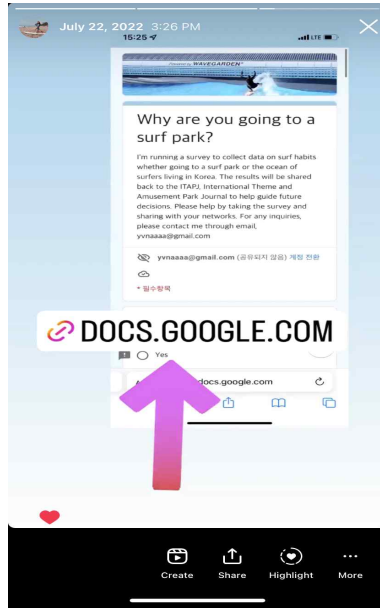 July 22, 2022 3:26 PM
15:25
LTE
Powered by WAVEGARDEN®
Why are you going to a
surf park?
I'm running a survey to collect data on surf habits
whether going to a surf park or the ocean of
surfers living in Korea. The results will be shared
back to the ITAPJ, International Theme and
Amusement Park Journal to help guide future
decisions. Please help by taking the survey and
sharing with your networks. For any inquiries,
please contact me through email,
yvnaaaa@gmail.com
yvnaaaa@gmail.com (공유되지 않음) 계정 전환
* 필수항목
DOCS.GOOGLE.COM
Yes
docs.google.com
Create Share Highlight More